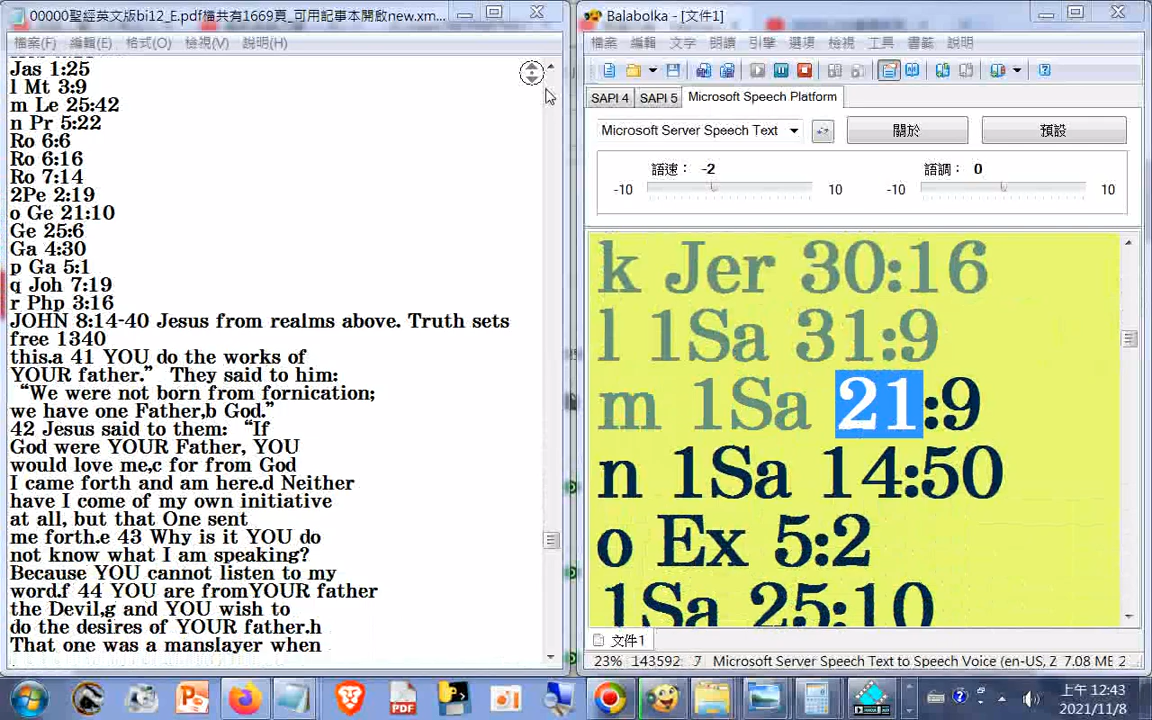 00000聖經英文版bi12_E.pdf檔共有1669頁_可用記事本開啟new.xm...
檔案(F) 編輯(E) 格式(O) 檢視(V) 說明(H)
Jas 1:25
l Mt 3:9
m Le 25:42
n Pr 5:22
Ro 6:6
Ro 6:16
Ro 7:14
2Pe 2:19
o Ge 21:10
Ge 25:6
Ga 4:30
p Ga 5:1
q Joh 7:19
r Php 3:16
JOHN 8:14-40 Jesus from realms above. Truth sets
free 1340
this.a 41 YOU do the works of
YOUR father.” They said to him:
“We were not born from fornication;
we have one Father,b God.”
42 Jesus said to them: “If
God were YOUR Father, YOU
would love me,c for from God
I came forth and am here.d Neither
have I come of my own initiative
at all, but that One sent
me forth.e 43 Why is it YOU do
not know what I am speaking?
Because YOU cannot listen to my
word.f 44 YOU are fromYOUR father
the Devil,g and YOU wish to
do the desires of YOUR father.h
That one was a manslayer when
Balabolka - [文件1]
檔案 編輯 文字 朗讀 引擎 選項 檢視 工具 書籤 說明
SAPI 4 SAPI 5 Microsoft Speech Platform
Microsoft Server Speech Text 關於 預設
語速： -2 語調： 0
-10 10 -10 10
k Jer 30:16
l 1Sa 31:9
m 1Sa 21:9
n 1Sa 14:50
o Ex 5:2
1Sa 25:10
文件1
23% 143592: 7 Microsoft Server Speech Text to Speech Voice (en-US, Z 7.08 ME 2
PDF
上午 12:43
2021/11/8